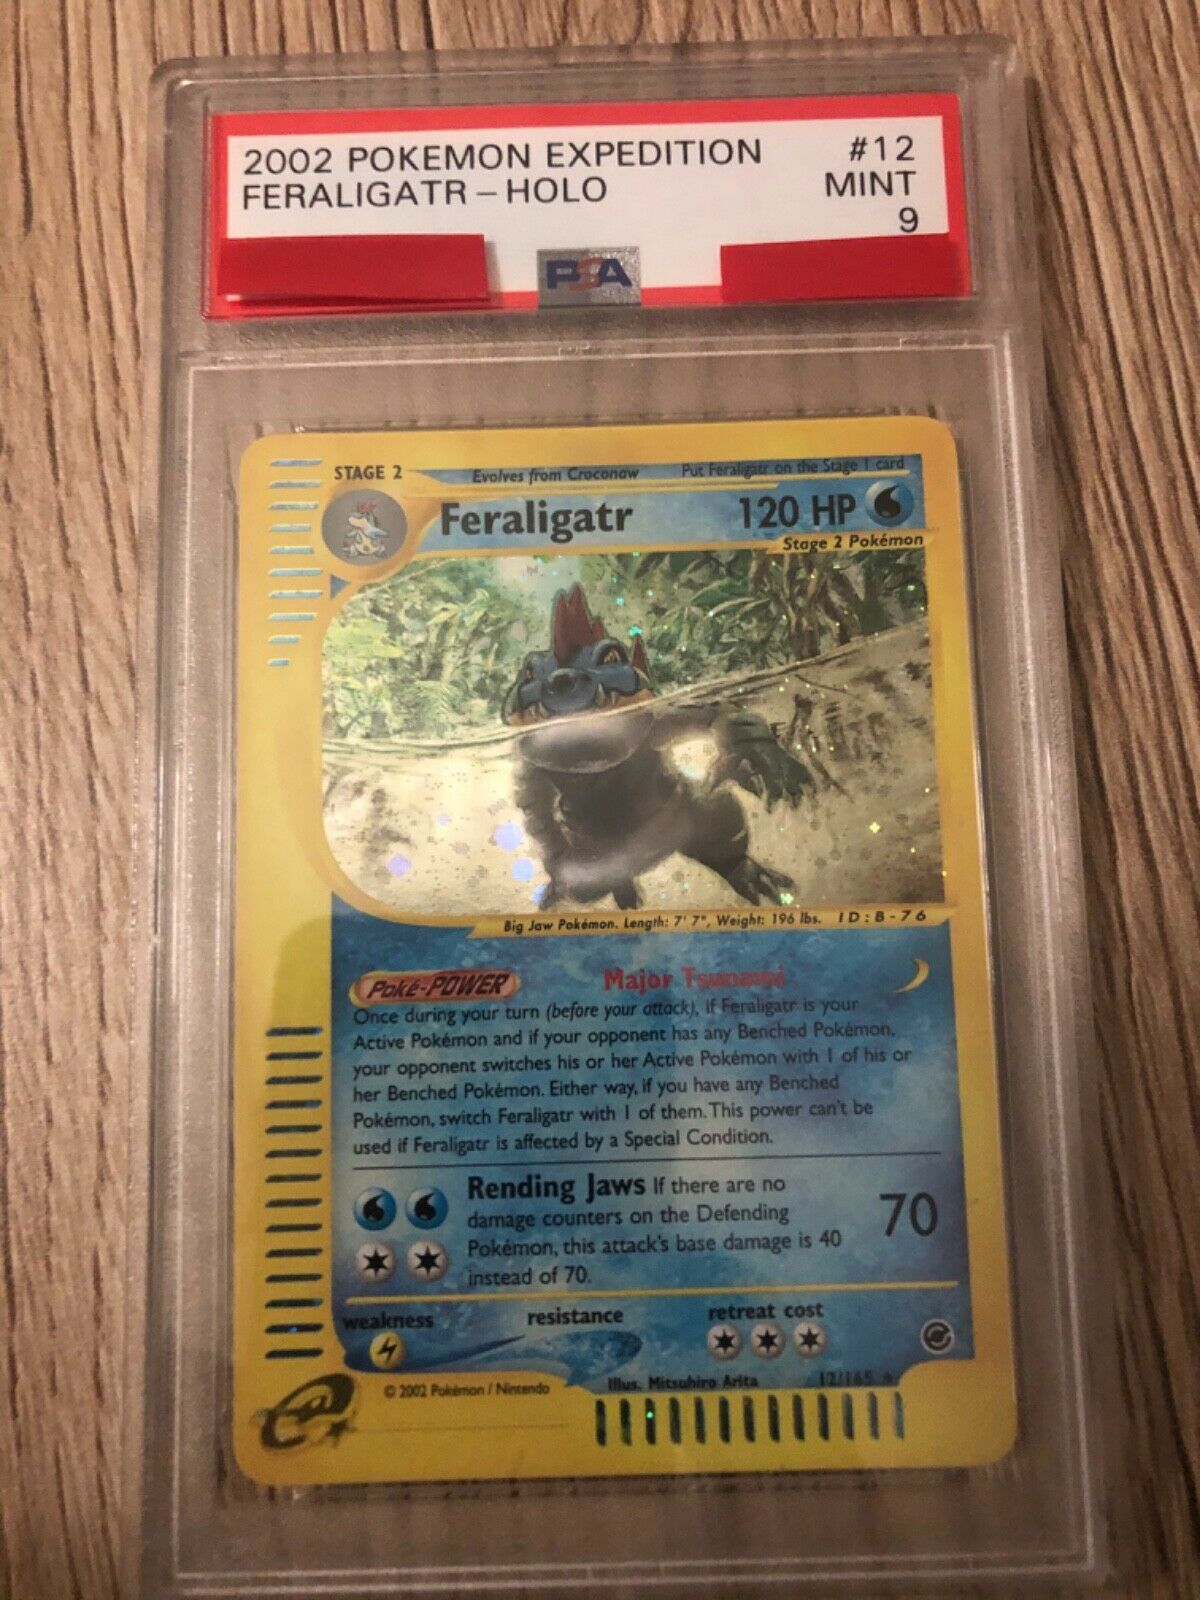 2002 POKEMON EXPEDITION #12
FERALIGATR – HOLO MINT
9
PSA
STAGE 2 Evolves from Croconaw Put Feraligatr on the Stage 1 card
Feraligatr 120 HP
Stage 2 Pokémon
Big Jaw Pokémon. Length: 7' 7", Weight: 196 lbs. ID: B-76
Poké-POWER Major Tsunami
Once during your turn (before your attack), if Feraligatr is your
Active Pokémon and if your opponent has any Benched Pokémon,
your opponent switches his or her Active Pokémon with 1 of his or
her Benched Pokémon. Either way, if you have any Benched
Pokémon, switch Feraligatr with 1 of them. This power can't be
used if Feraligatr is affected by a Special Condition.
Rending Jaws If there are no
damage counters on the Defending
Pokémon, this attack's base damage is 40
instead of 70.
70
weakness resistance retreat cost
© 2002 Pokémon / Nintendo Illus. Mitsuhiro Arita 12/165 ★
e